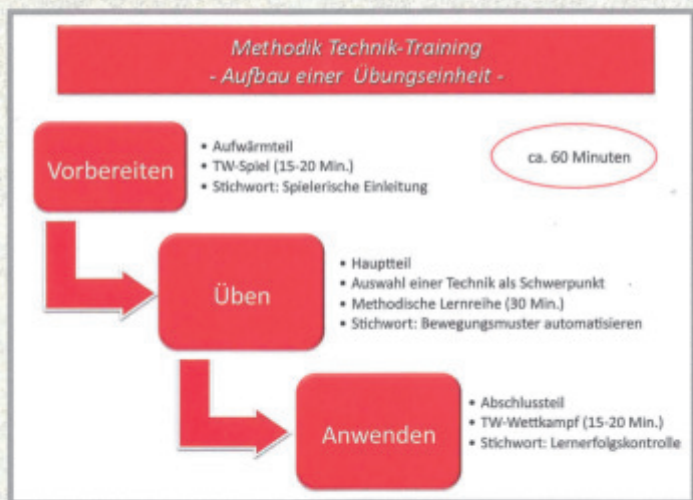 Methodik Technik-Training
- Aufbau einer Übungseinheit -
Vorbereiten
• Aufwärmteil
• TW-Spiel (15-20 Min.)
• Stichwort: Spielerische Einleitung
ca. 60 Minuten
Üben
• Hauptteil
• Auswahl einer Technik als Schwerpunkt
• Methodische Lernreihe (30 Min.)
• Stichwort: Bewegungsmuster automatisieren
Anwenden
• Abschlussteil
• TW-Wettkampf (15-20 Min.)
• Stichwort: Lernerfolgskontrolle